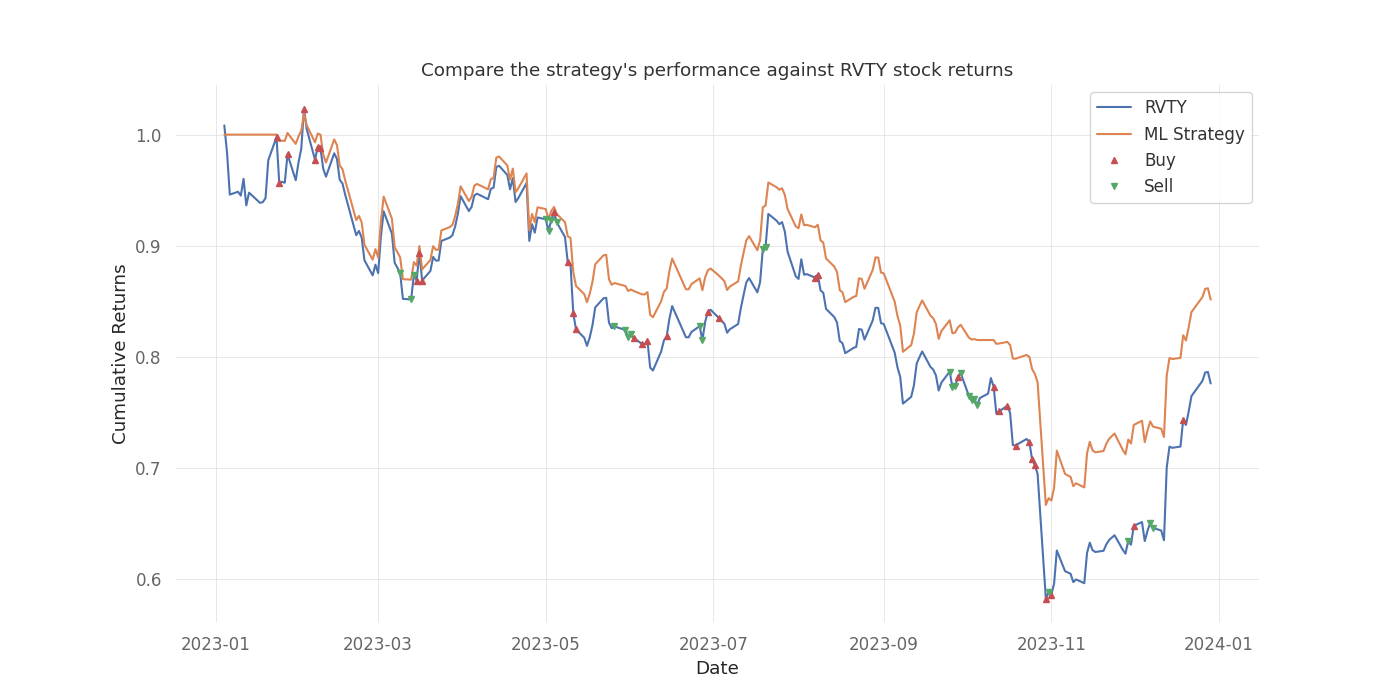 Compare the strategy's performance against RVTY stock returns
RVTY
ML Strategy
Buy
Sell
Cumulative Returns
1.0
0.9
0.8
0.7
0.6
2023-01
2023-03
2023-05
2023-07
2023-09
2023-11
2024-01
Date